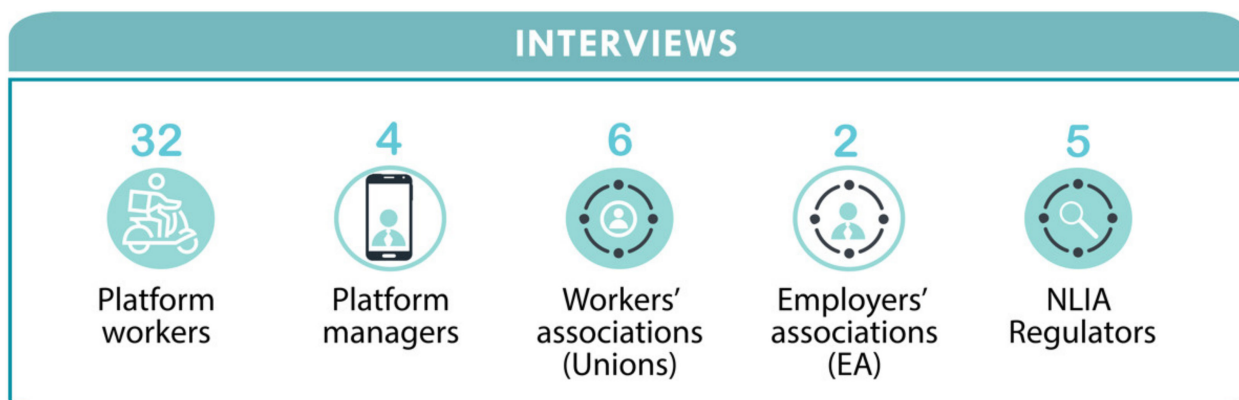 INTERVIEWS
32
4
6
2
5
Platform
workers
Platform
managers
Workers’
associations
(Unions)
Employers’
associations
(EA)
NLIA
Regulators